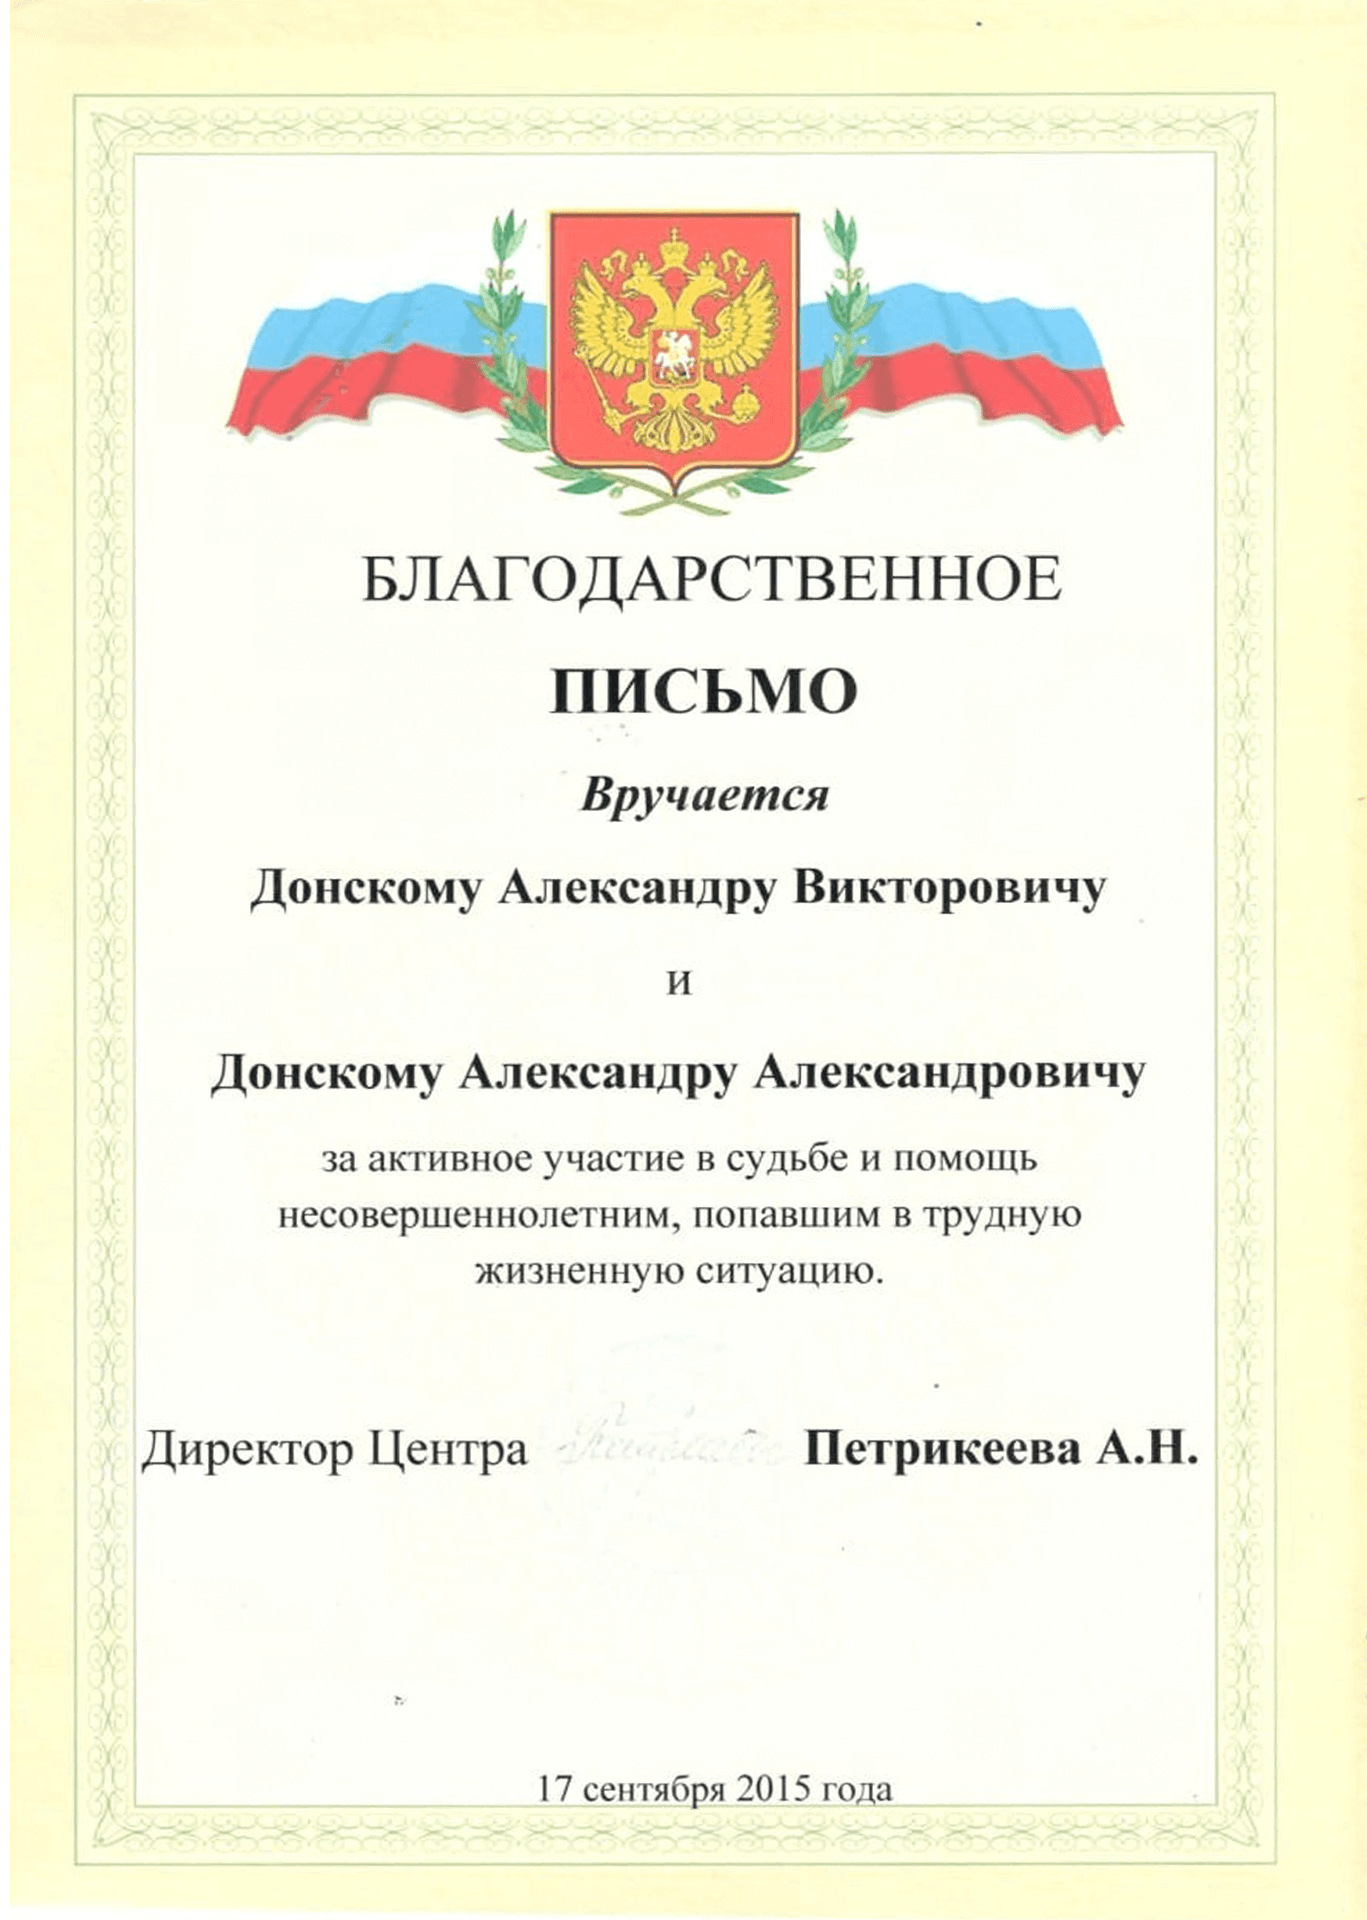 БЛАГОДАРСТВЕННОЕ
ПИСЬМО
Вручается
Донскому Александру Викторовичу
и
Донскому Александру Александровичу
за активное участие в судьбе и помощь
несовершеннолетним, попавшим в трудную
жизненную ситуацию.
Директор Центра Петрикеева А.Н.
17 сентября 2015 года